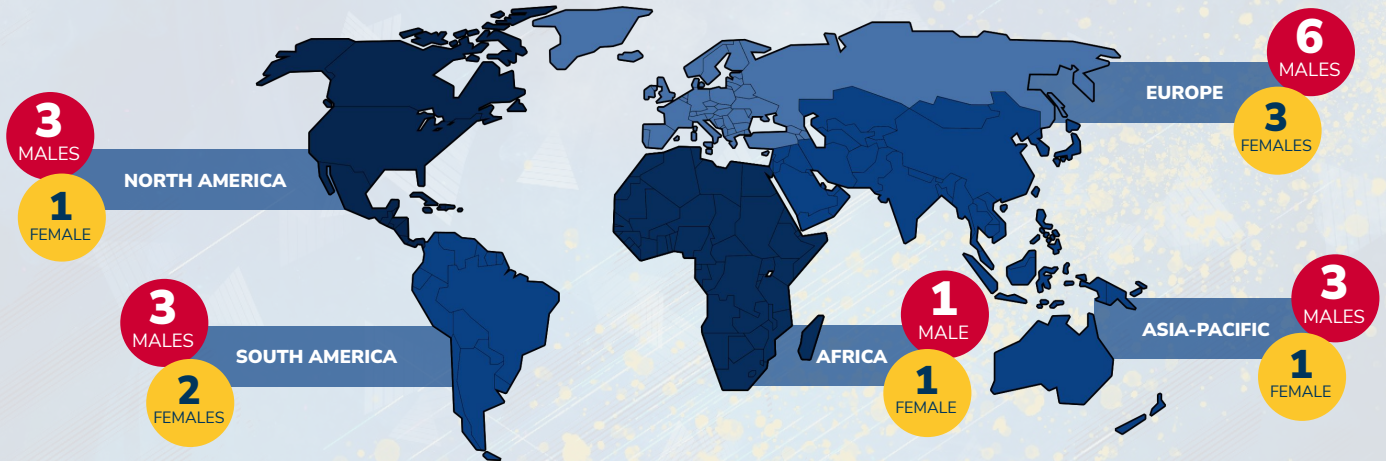 6
MALES
EUROPE
3
FEMALES
3
MALES
NORTH AMERICA
1
FEMALE
3
MALES
SOUTH AMERICA
2
FEMALES
1
MALE
AFRICA
1
FEMALE
3
MALES
ASIA-PACIFIC
1
FEMALE